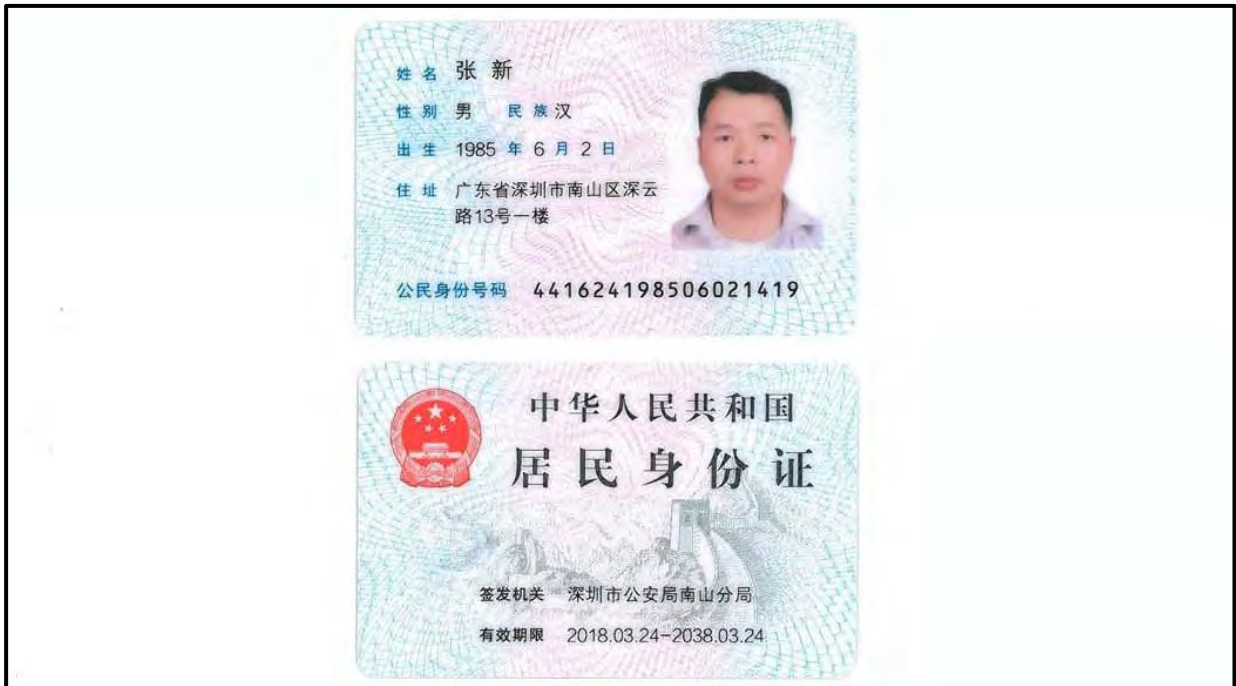 姓名 张新
性别 男 民族 汉
出生 1985 年 6 月 2 日
住址 广东省深圳市南山区深云
路13号一楼
公民身份号码 441624198506021419
中华人民共和国
居民身份证
签发机关 深圳市公安局南山分局
有效期限 2018.03.24-2038.03.24